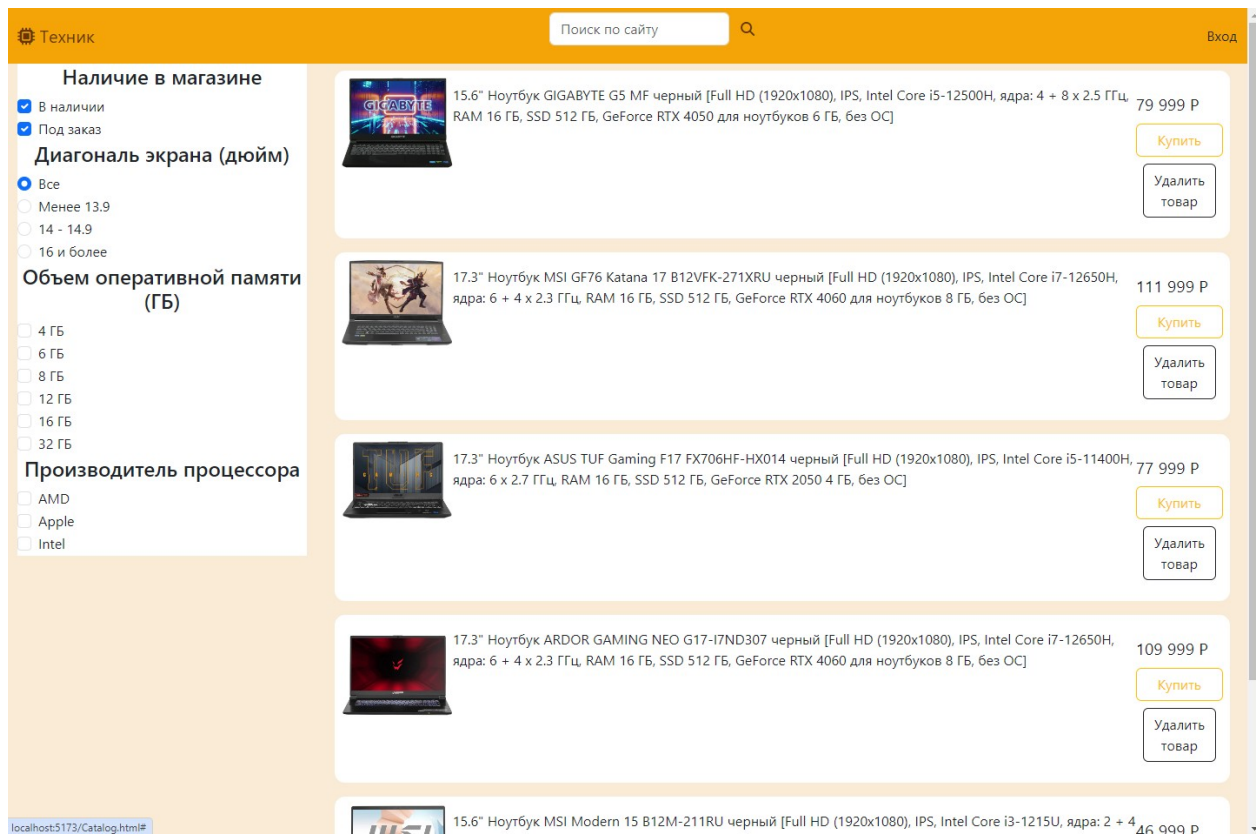 Техник
Поиск по сайту
Вход
Наличие в магазине
В наличии
Под заказ
Диагональ экрана (дюйм)
Все
Менее 13.9
14 - 14.9
16 и более
Объем оперативной памяти
(ГБ)
4 ГБ
6 ГБ
8 ГБ
12 ГБ
16 ГБ
32 ГБ
Производитель процессора
AMD
Apple
Intel
GIGABYTE
15.6" Ноутбук GIGABYTE G5 MF черный [Full HD (1920x1080), IPS, Intel Core i5-12500H, ядра: 4 + 8 х 2.5 ГГц,
RAM 16 ГБ, SSD 512 ГБ, GeForce RTX 4050 для ноутбуков 6 ГБ, без ОС]
79 999 Р
Купить
Удалить
товар
17.3" Ноутбук MSI GF76 Katana 17 B12VFK-271XRU черный [Full HD (1920x1080), IPS, Intel Core i7-12650H,
ядра: 6 + 4 х 2.3 ГГц, RAM 16 ГБ, SSD 512 ГБ, GeForce RTX 4060 для ноутбуков 8 ГБ, без ОС]
111 999 Р
Купить
Удалить
товар
TUF
17.3" Ноутбук ASUS TUF Gaming F17 FX706HF-HX014 черный [Full HD (1920x1080), IPS, Intel Core i5-11400H,
ядра: 6 х 2.7 ГГц, RAM 16 ГБ, SSD 512 ГБ, GeForce RTX 2050 4 ГБ, без ОС]
77 999 Р
Купить
Удалить
товар
17.3" Ноутбук ARDOR GAMING NEO G17-I7ND307 черный [Full HD (1920x1080), IPS, Intel Core i7-12650H,
ядра: 6 + 4 х 2.3 ГГц, RAM 16 ГБ, SSD 512 ГБ, GeForce RTX 4060 для ноутбуков 8 ГБ, без ОС]
109 999 Р
Купить
Удалить
товар
15.6" Ноутбук MSI Modern 15 B12M-211RU черный [Full HD (1920x1080), IPS, Intel Core i3-1215U, ядра: 2 + 4
46 999 Р
localhost:5173/Catalog.html#